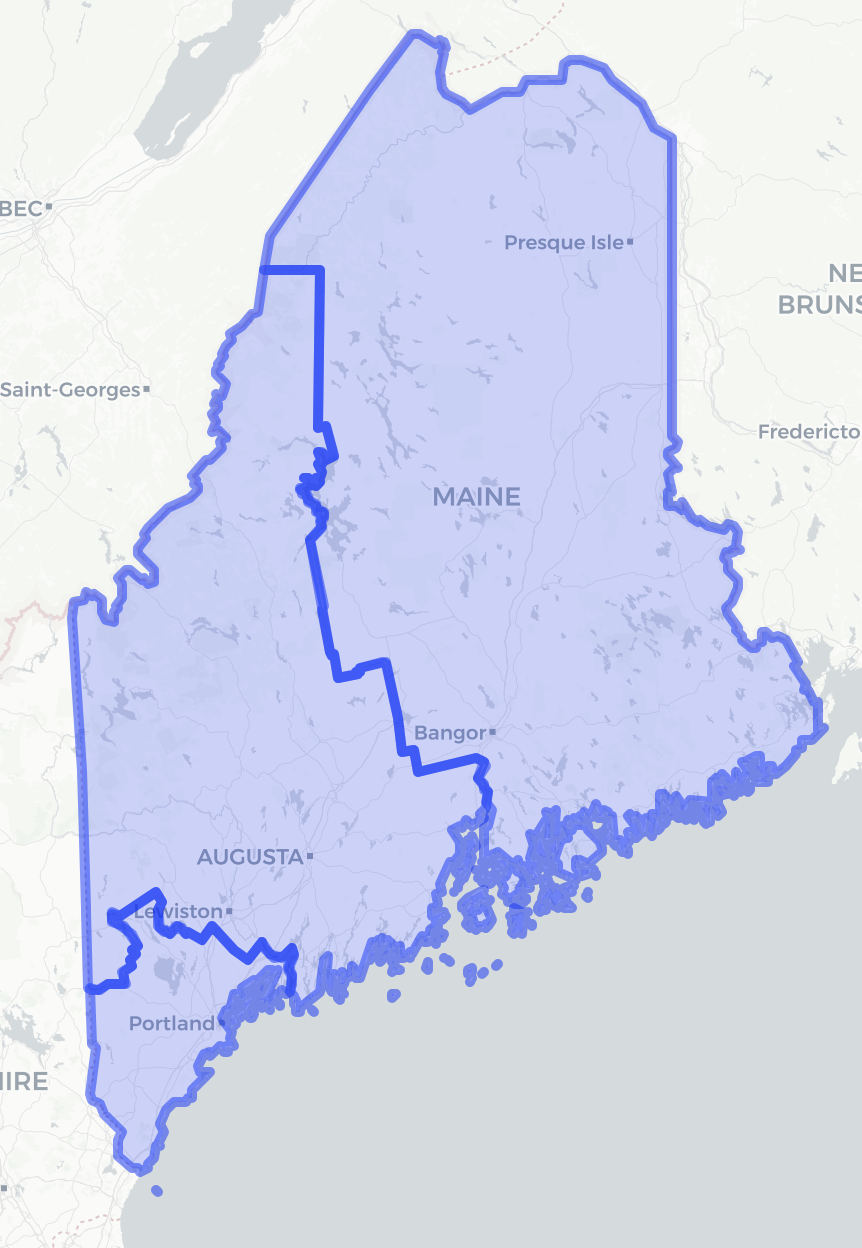 BEC
Presque Isle
NE
BRUNS
Saint-Georges
Fredericto
MAINE
Bangor
AUGUSTA
Lewiston
Portland
IRE